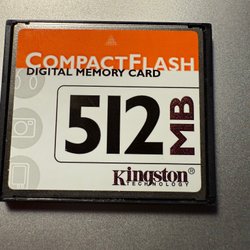 COMPACTFLASH
DIGITAL MEMORY CARD
512 MB
Kingston
TECHNOLOGY